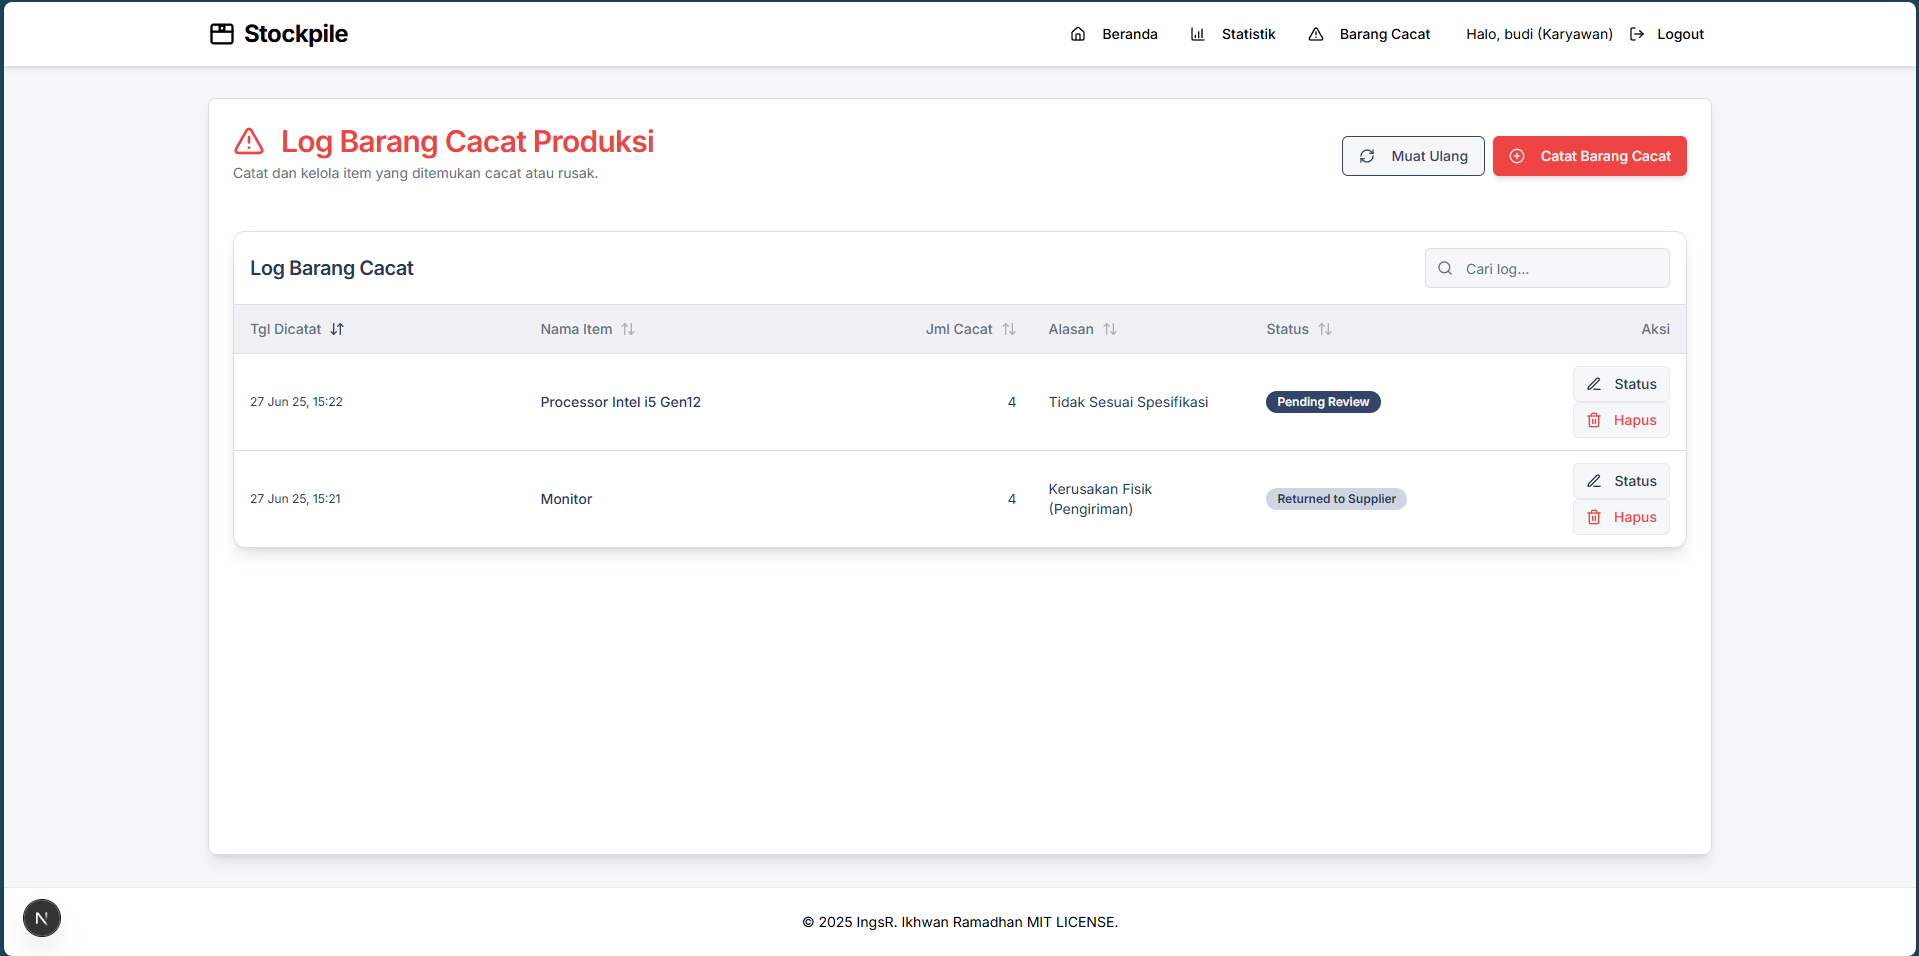 Stockpile
Beranda
Statistik
Barang Cacat
Halo, budi (Karyawan)
Logout
Log Barang Cacat Produksi
Catat dan kelola item yang ditemukan cacat atau rusak.
Muat Ulang
Catat Barang Cacat
Log Barang Cacat
Cari log...
Tgl Dicatat
Nama Item
Jml Cacat
Alasan
Status
Aksi
27 Jun 25, 15:22
Processor Intel i5 Gen12
4
Tidak Sesuai Spesifikasi
Pending Review
Status
Hapus
27 Jun 25, 15:21
Monitor
4
Kerusakan Fisik
(Pengiriman)
Returned to Supplier
Status
Hapus
N
© 2025 IngsR. Ikhwan Ramadhan MIT LICENSE.